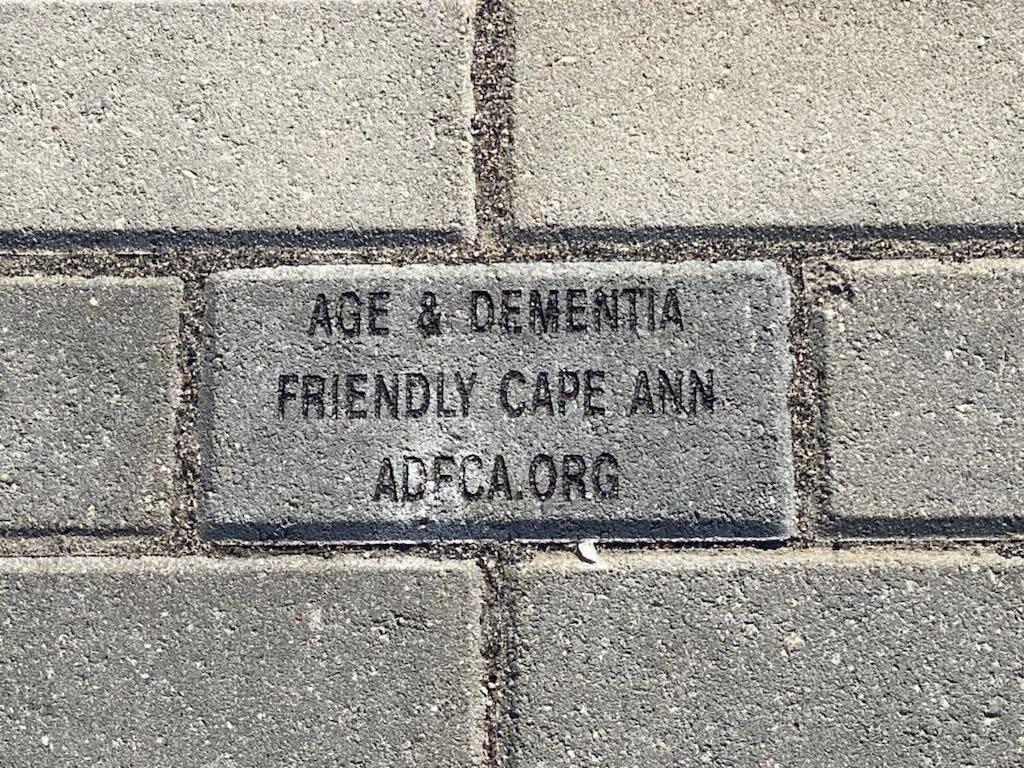 AGE & DEMENTIA
FRIENDLY CAPE ANN
ADFCA.ORG